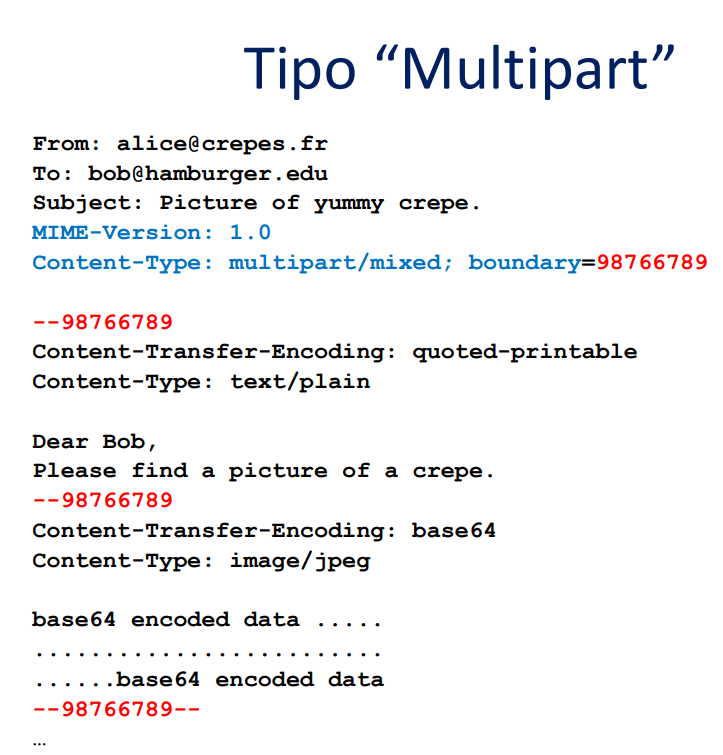 Tipo “Multipart”
From: alice@crepes.fr
To: bob@hamburger.edu
Subject: Picture of yummy crepe.
MIME-Version: 1.0
Content-Type: multipart/mixed; boundary=98766789
--98766789
Content-Transfer-Encoding: quoted-printable
Content-Type: text/plain
Dear Bob,
Please find a picture of a crepe.
--98766789
Content-Transfer-Encoding: base64
Content-Type: image/jpeg
base64 encoded data .....
.........................
......base64 encoded data
--98766789--
…